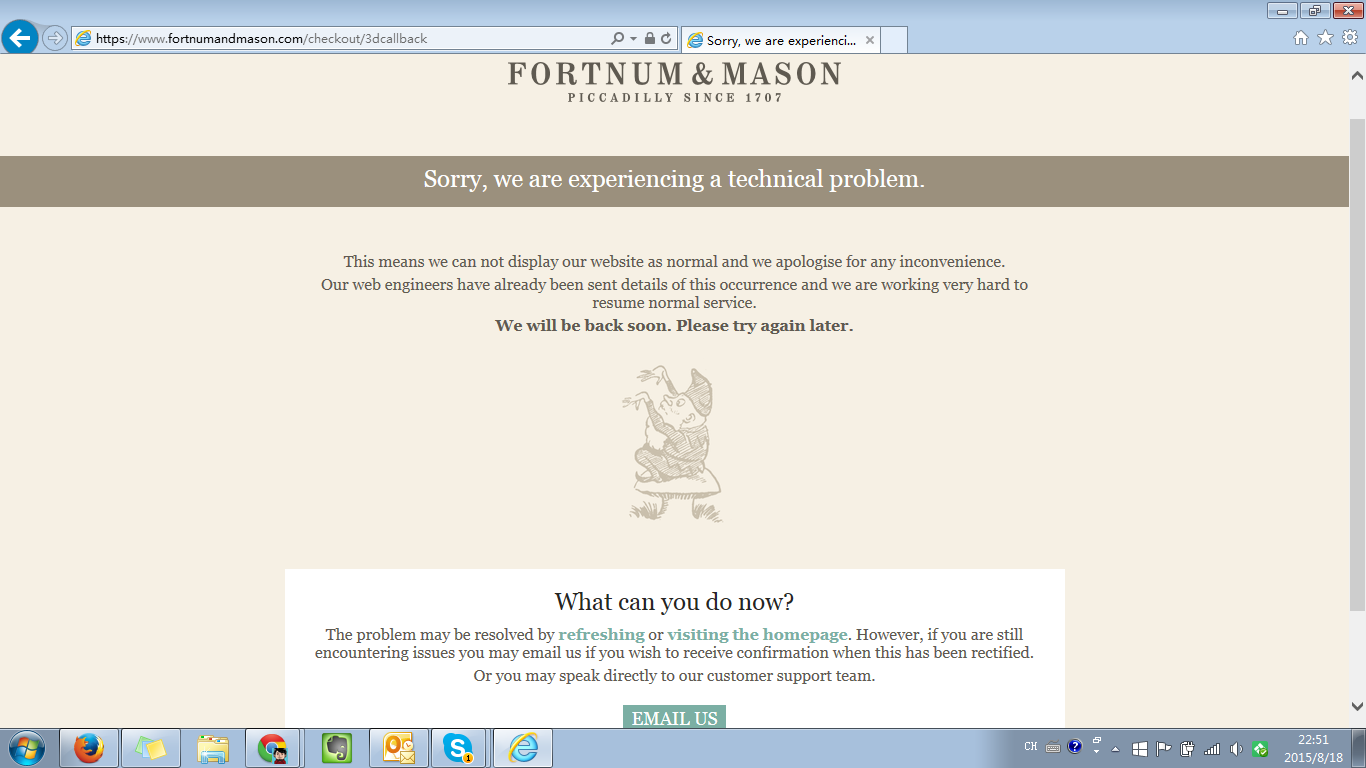 https://www.fortnumandmason.com/checkout/3dcallback
Sorry, we are experienci...
FORTNUM & MASON
PICCADILLY SINCE 1707
Sorry, we are experiencing a technical problem.
This means we can not display our website as normal and we apologise for any inconvenience.
Our web engineers have already been sent details of this occurrence and we are working very hard to
resume normal service.
We will be back soon. Please try again later.
What can you do now?
The problem may be resolved by refreshing or visiting the homepage. However, if you are still
encountering issues you may email us if you wish to receive confirmation when this has been rectified.
Or you may speak directly to our customer support team.
EMAIL US
1
CH
22:51
2015/8/18